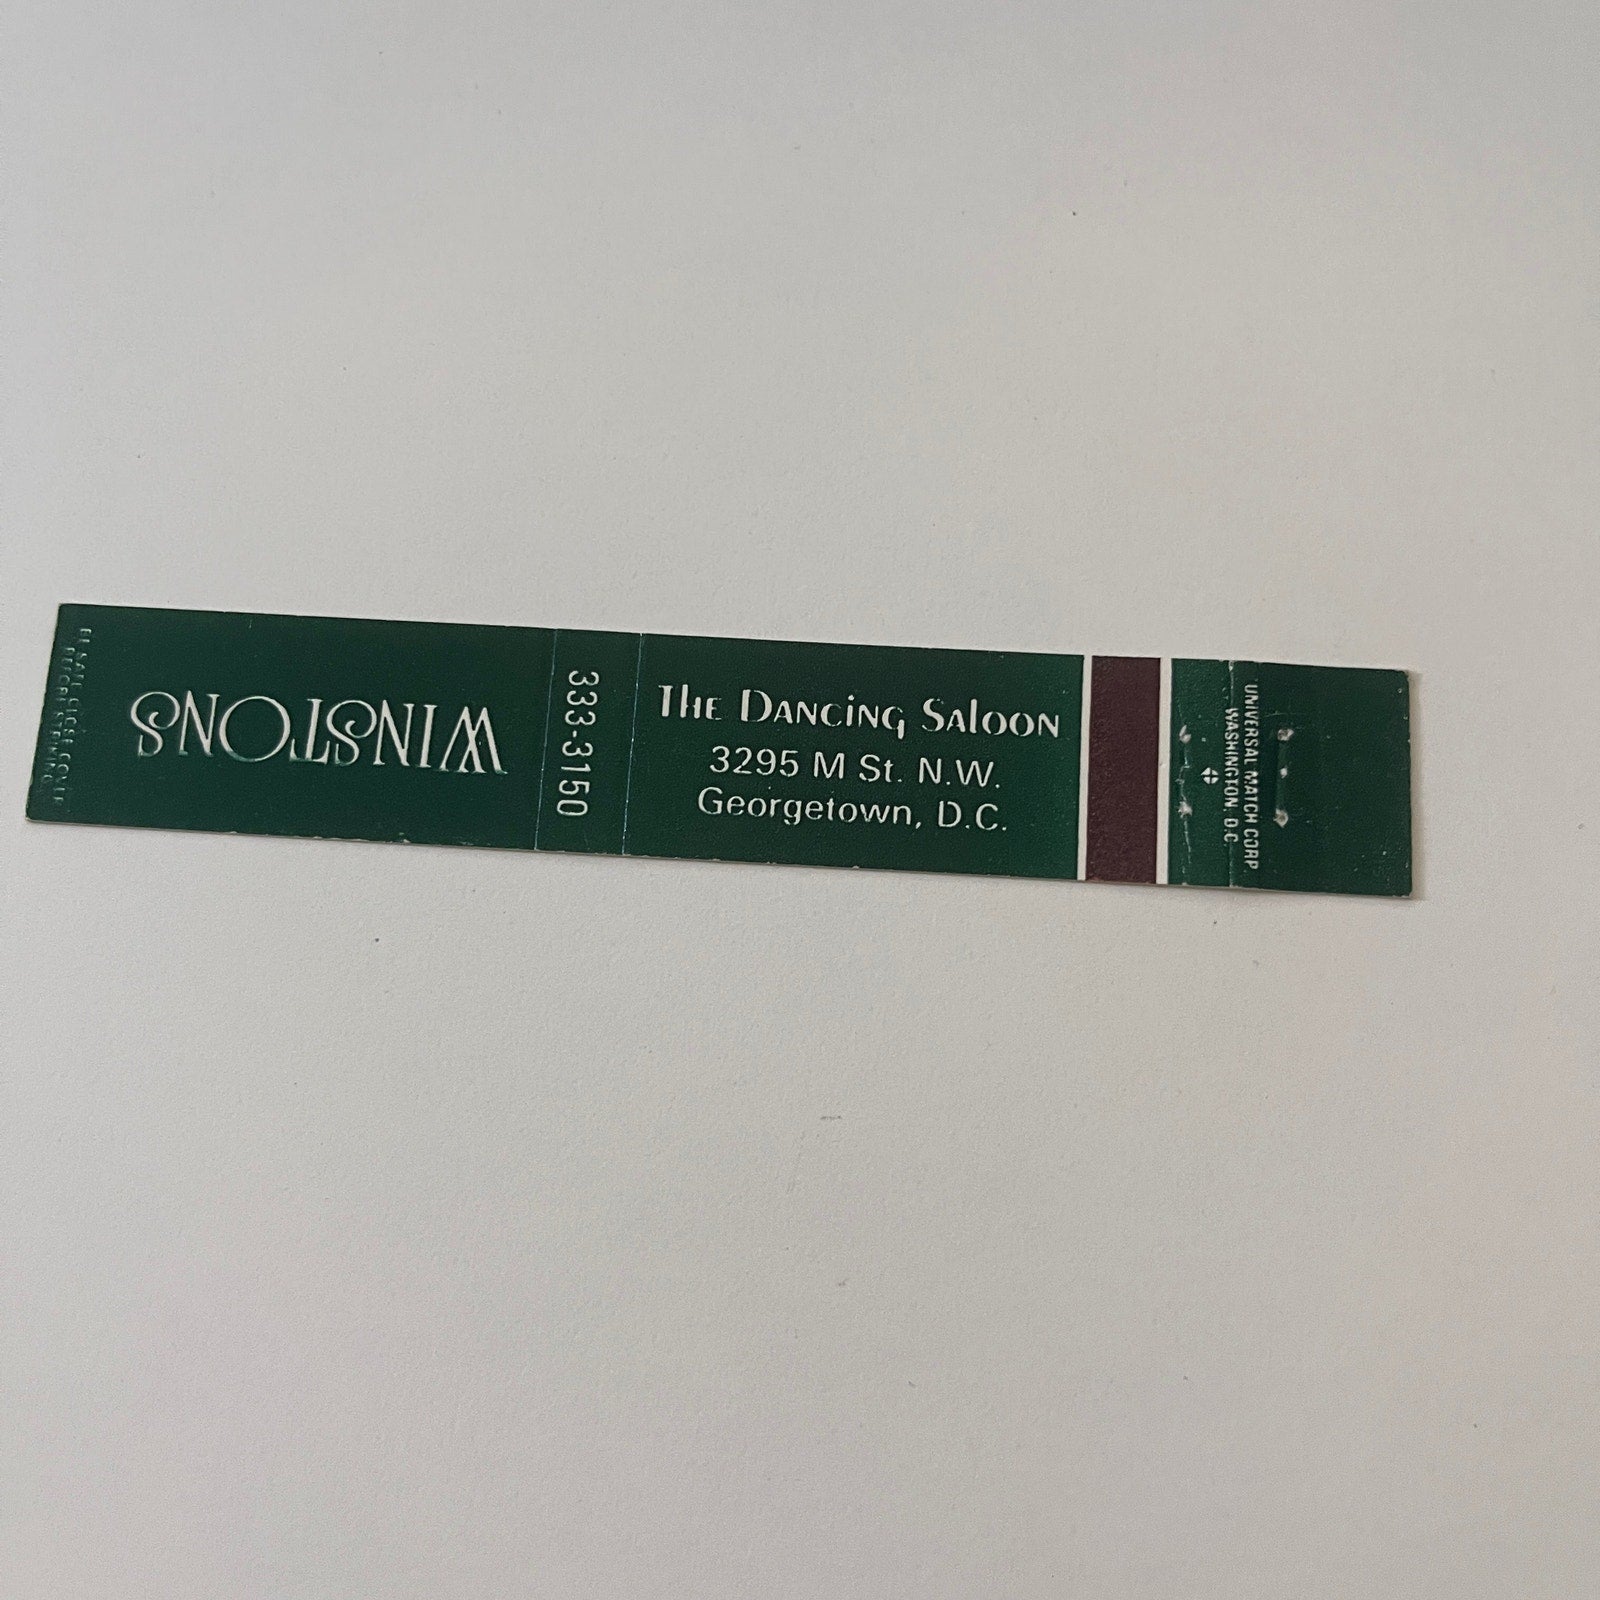 WINSTONS
333-3150
The Dancing Saloon
3295 M St. N.W.
Georgetown, D.C.
UNIVERSAL MATCH CORP
WASHINGTON, D.C